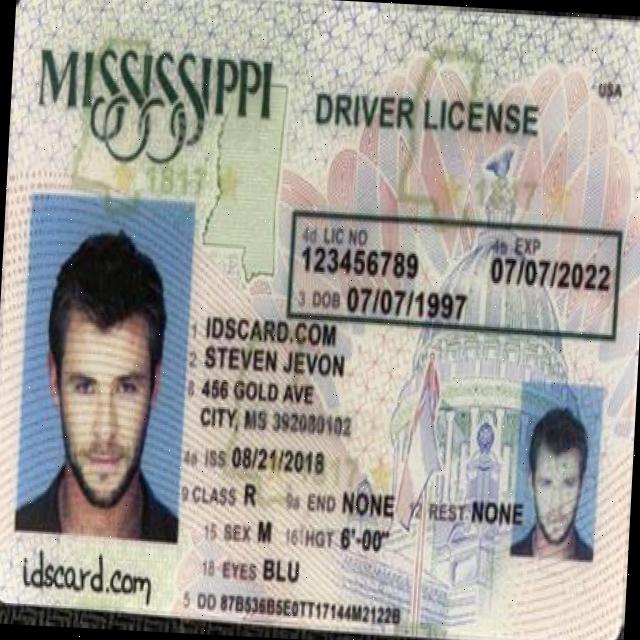 MISSISSIPPI
DRIVER LICENSE
USA
1817
1817
4d LIC NO
123456789
4b EXP
07/07/2022
3 DOB 07/07/1997
1 IDSCARD.COM
2 STEVEN JEVON
8 456 GOLD AVE
CITY, MS 392080102
4a ISS 08/21/2018
9 CLASS R 9a END NONE 12 REST NONE
15 SEX M 16 HGT 6'-00"
18 EYES BLU
5 DD 87B536B5E0TT17144M2122B
idscard.com